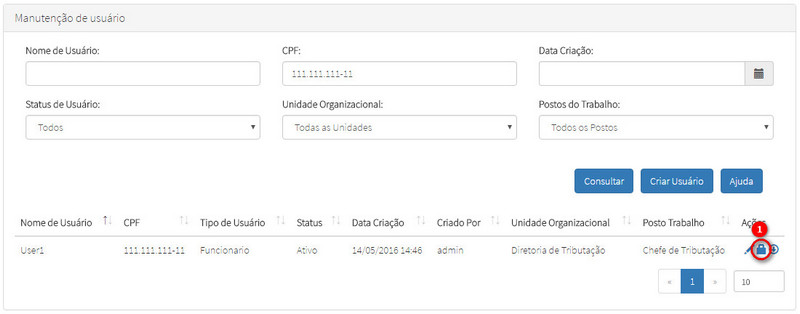 Manutenção de usuário
Nome de Usuário: CPF: Data Criação:
111.111.111-11
Status de Usuário: Unidade Organizacional: Postos do Trabalho:
Todos Todas as Unidades Todos os Postos
Consultar Criar Usuário Ajuda
1
Nome de Usuário CPF Tipo de Usuário Status Data Criação Criado Por Unidade Organizacional Posto Trabalho Ações
User1 111.111.111-11 Funcionario Ativo 14/05/2016 14:46 admin Diretoria de Tributação Chefe de Tributação
« 1 » 10